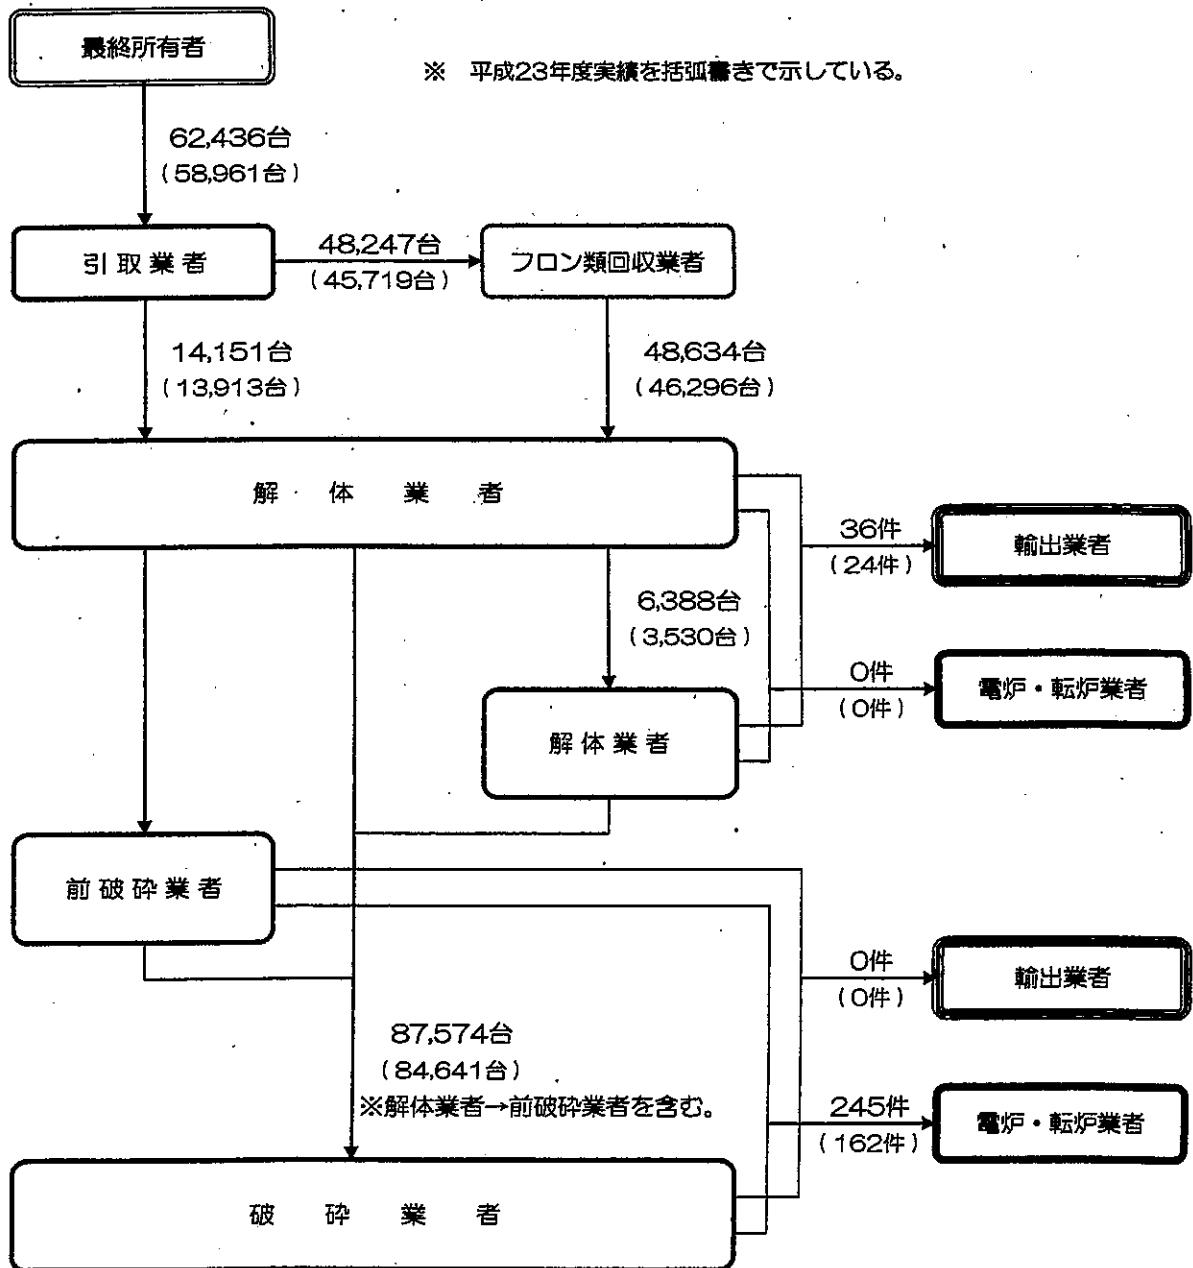 最終所有者
※ 平成23年度実績を括弧書きで示している。
62,436台
(58,961台)
引取業者
48,247台
(45,719台)
フロン類回収業者
14,151台
(13,913台)
48,634台
(46,296台)
解体業者
36件
(24件)
輸出業者
6,388台
(3,530台)
0件
(0件)
電炉・転炉業者
解体業者
前破砕業者
0件
(0件)
輸出業者
87,574台
(84,641台)
※解体業者→前破砕業者を含む。
245件
(162件)
電炉・転炉業者
破砕業者